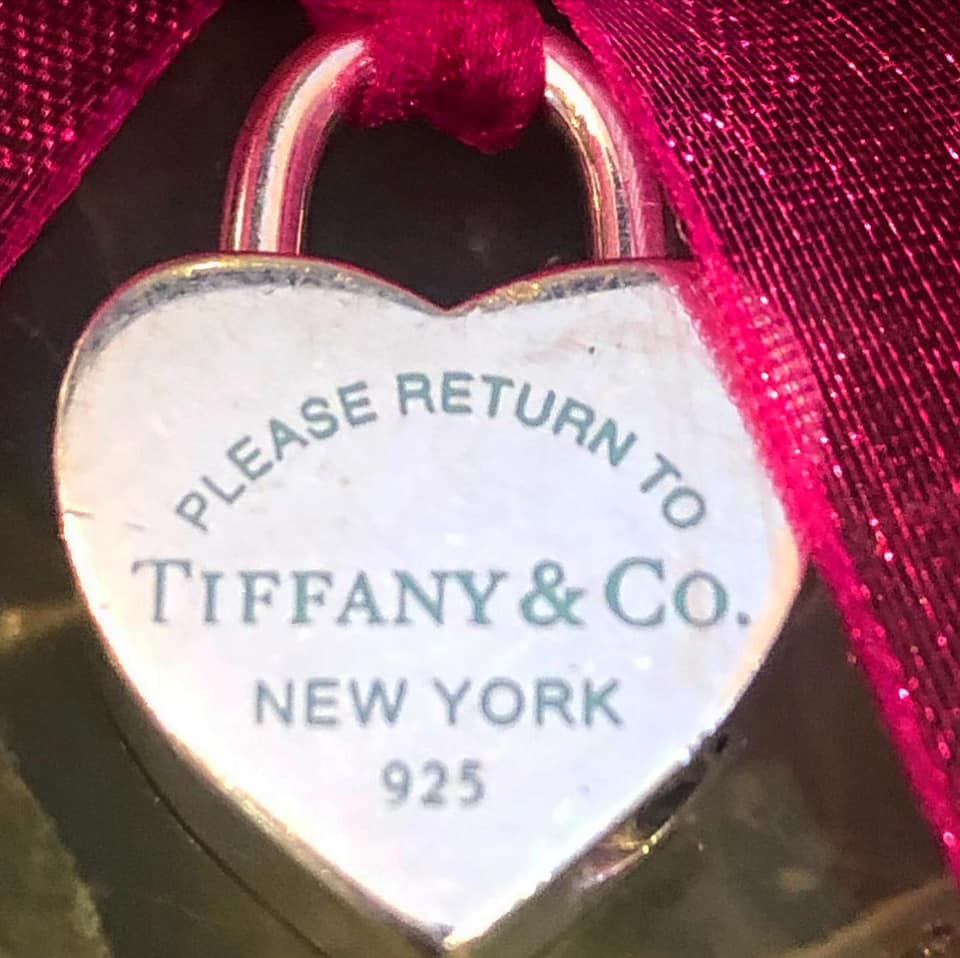 PLEASE RETURN TO
TIFFANY & CO.
NEW YORK
925